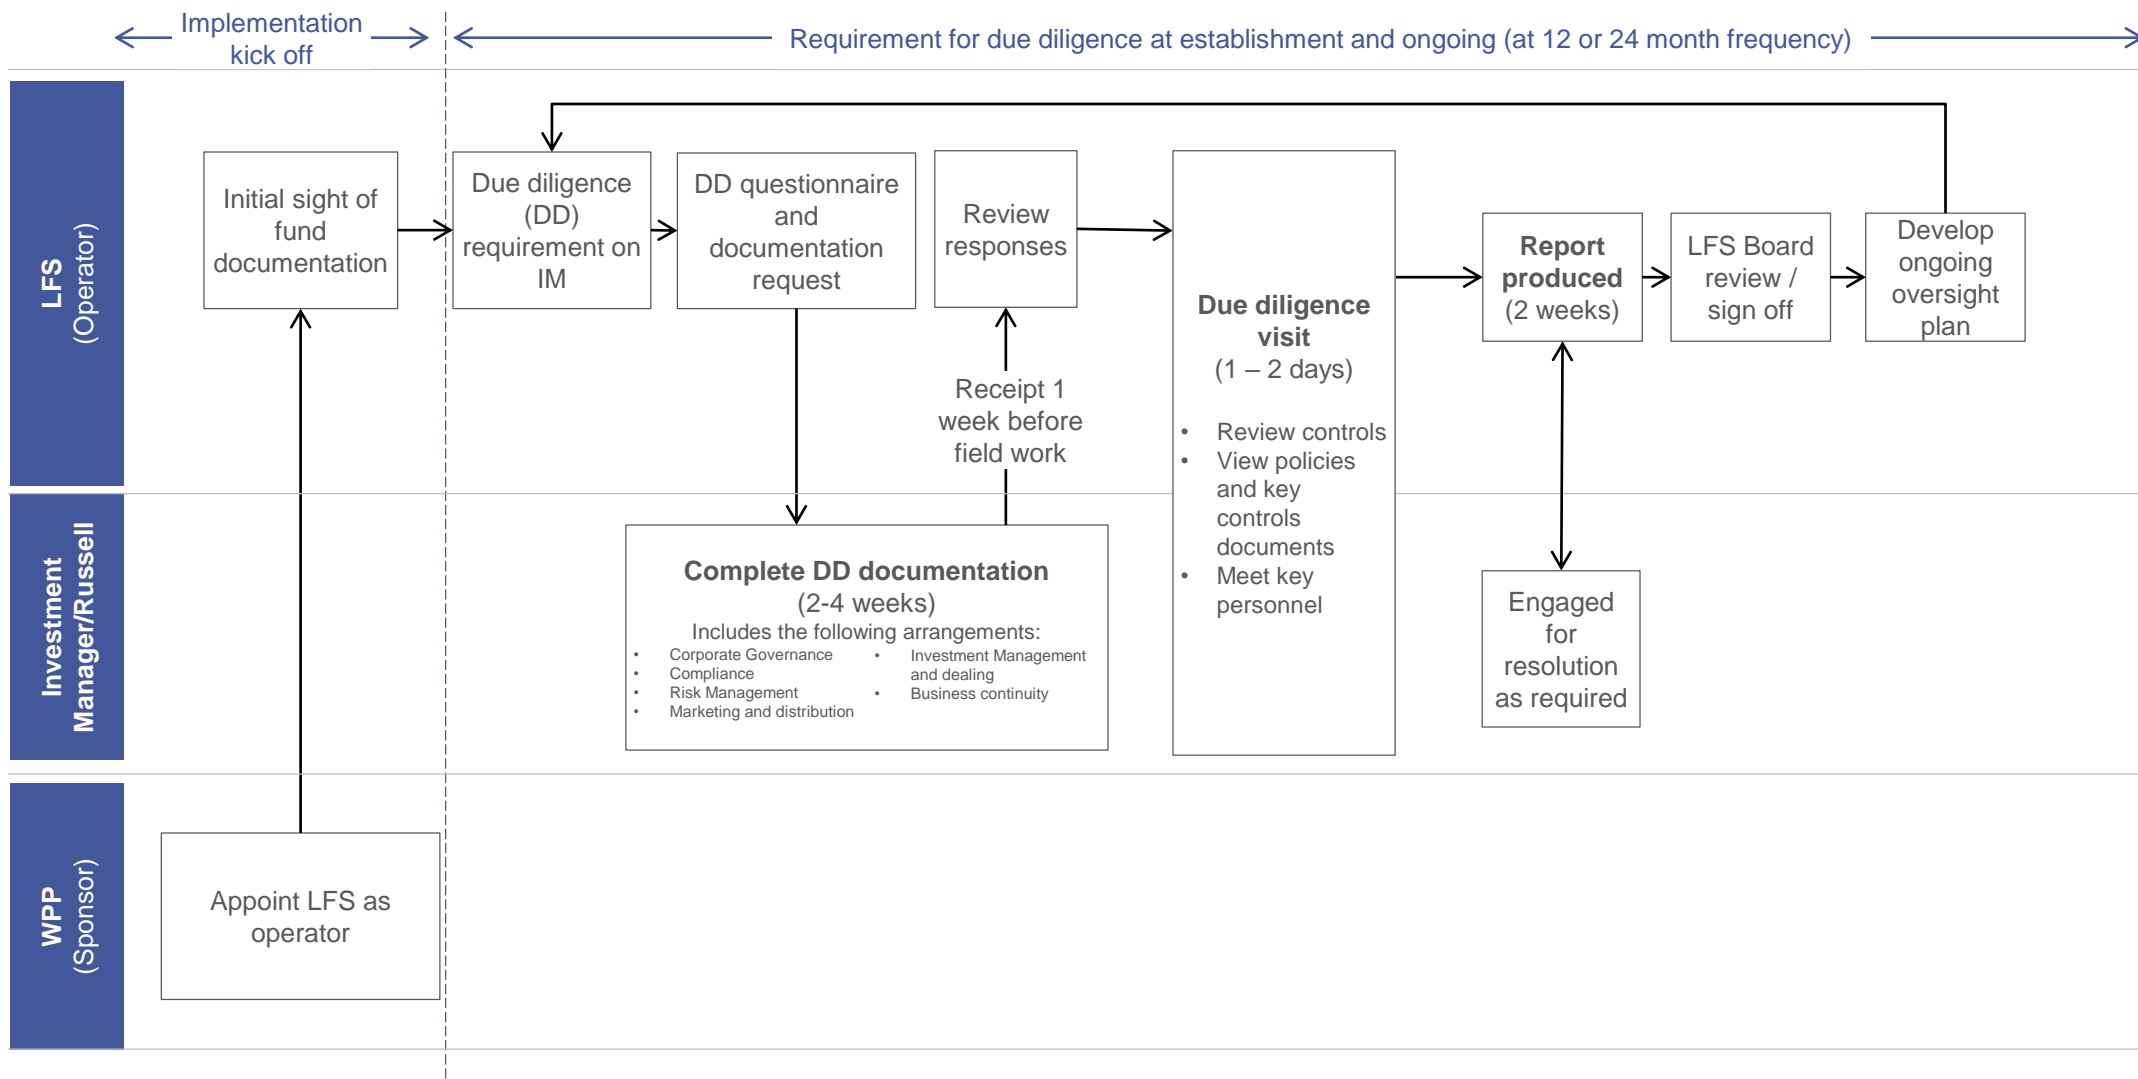 Implementation
kick off
Requirement for due diligence at establishment and ongoing (at 12 or 24 month frequency)
LFS
(Operator)
Initial sight of
fund
documentation
Due diligence
(DD)
requirement on
IM
DD questionnaire
and
documentation
request
Review
responses
Receipt 1
week before
field work
Due diligence
visit
(1 – 2 days)
• Review controls
• View policies
and key
controls
documents
• Meet key
personnel
Report
produced
(2 weeks)
LFS Board
review /
sign off
Develop
ongoing
oversight
plan
Investment
Manager/Russell
Complete DD documentation
(2-4 weeks)
Includes the following arrangements:
• Corporate Governance
• Compliance
• Risk Management
• Marketing and distribution
• Investment Management
and dealing
• Business continuity
Engaged
for
resolution
as required
WPP
(Sponsor)
Appoint LFS as
operator